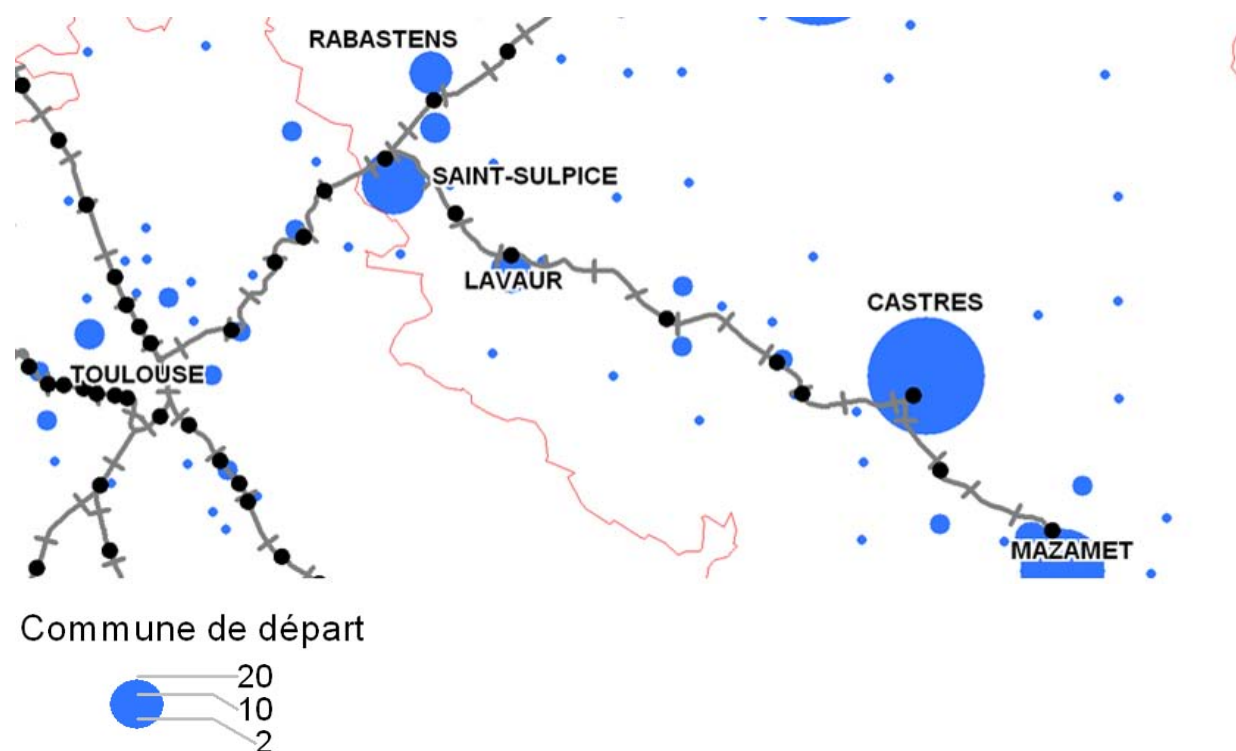 RABASTENS
SAINT-SULPICE
LAVAUR
CASTRES
TOULOUSE
MAZAMET
Commune de départ
20
10
2